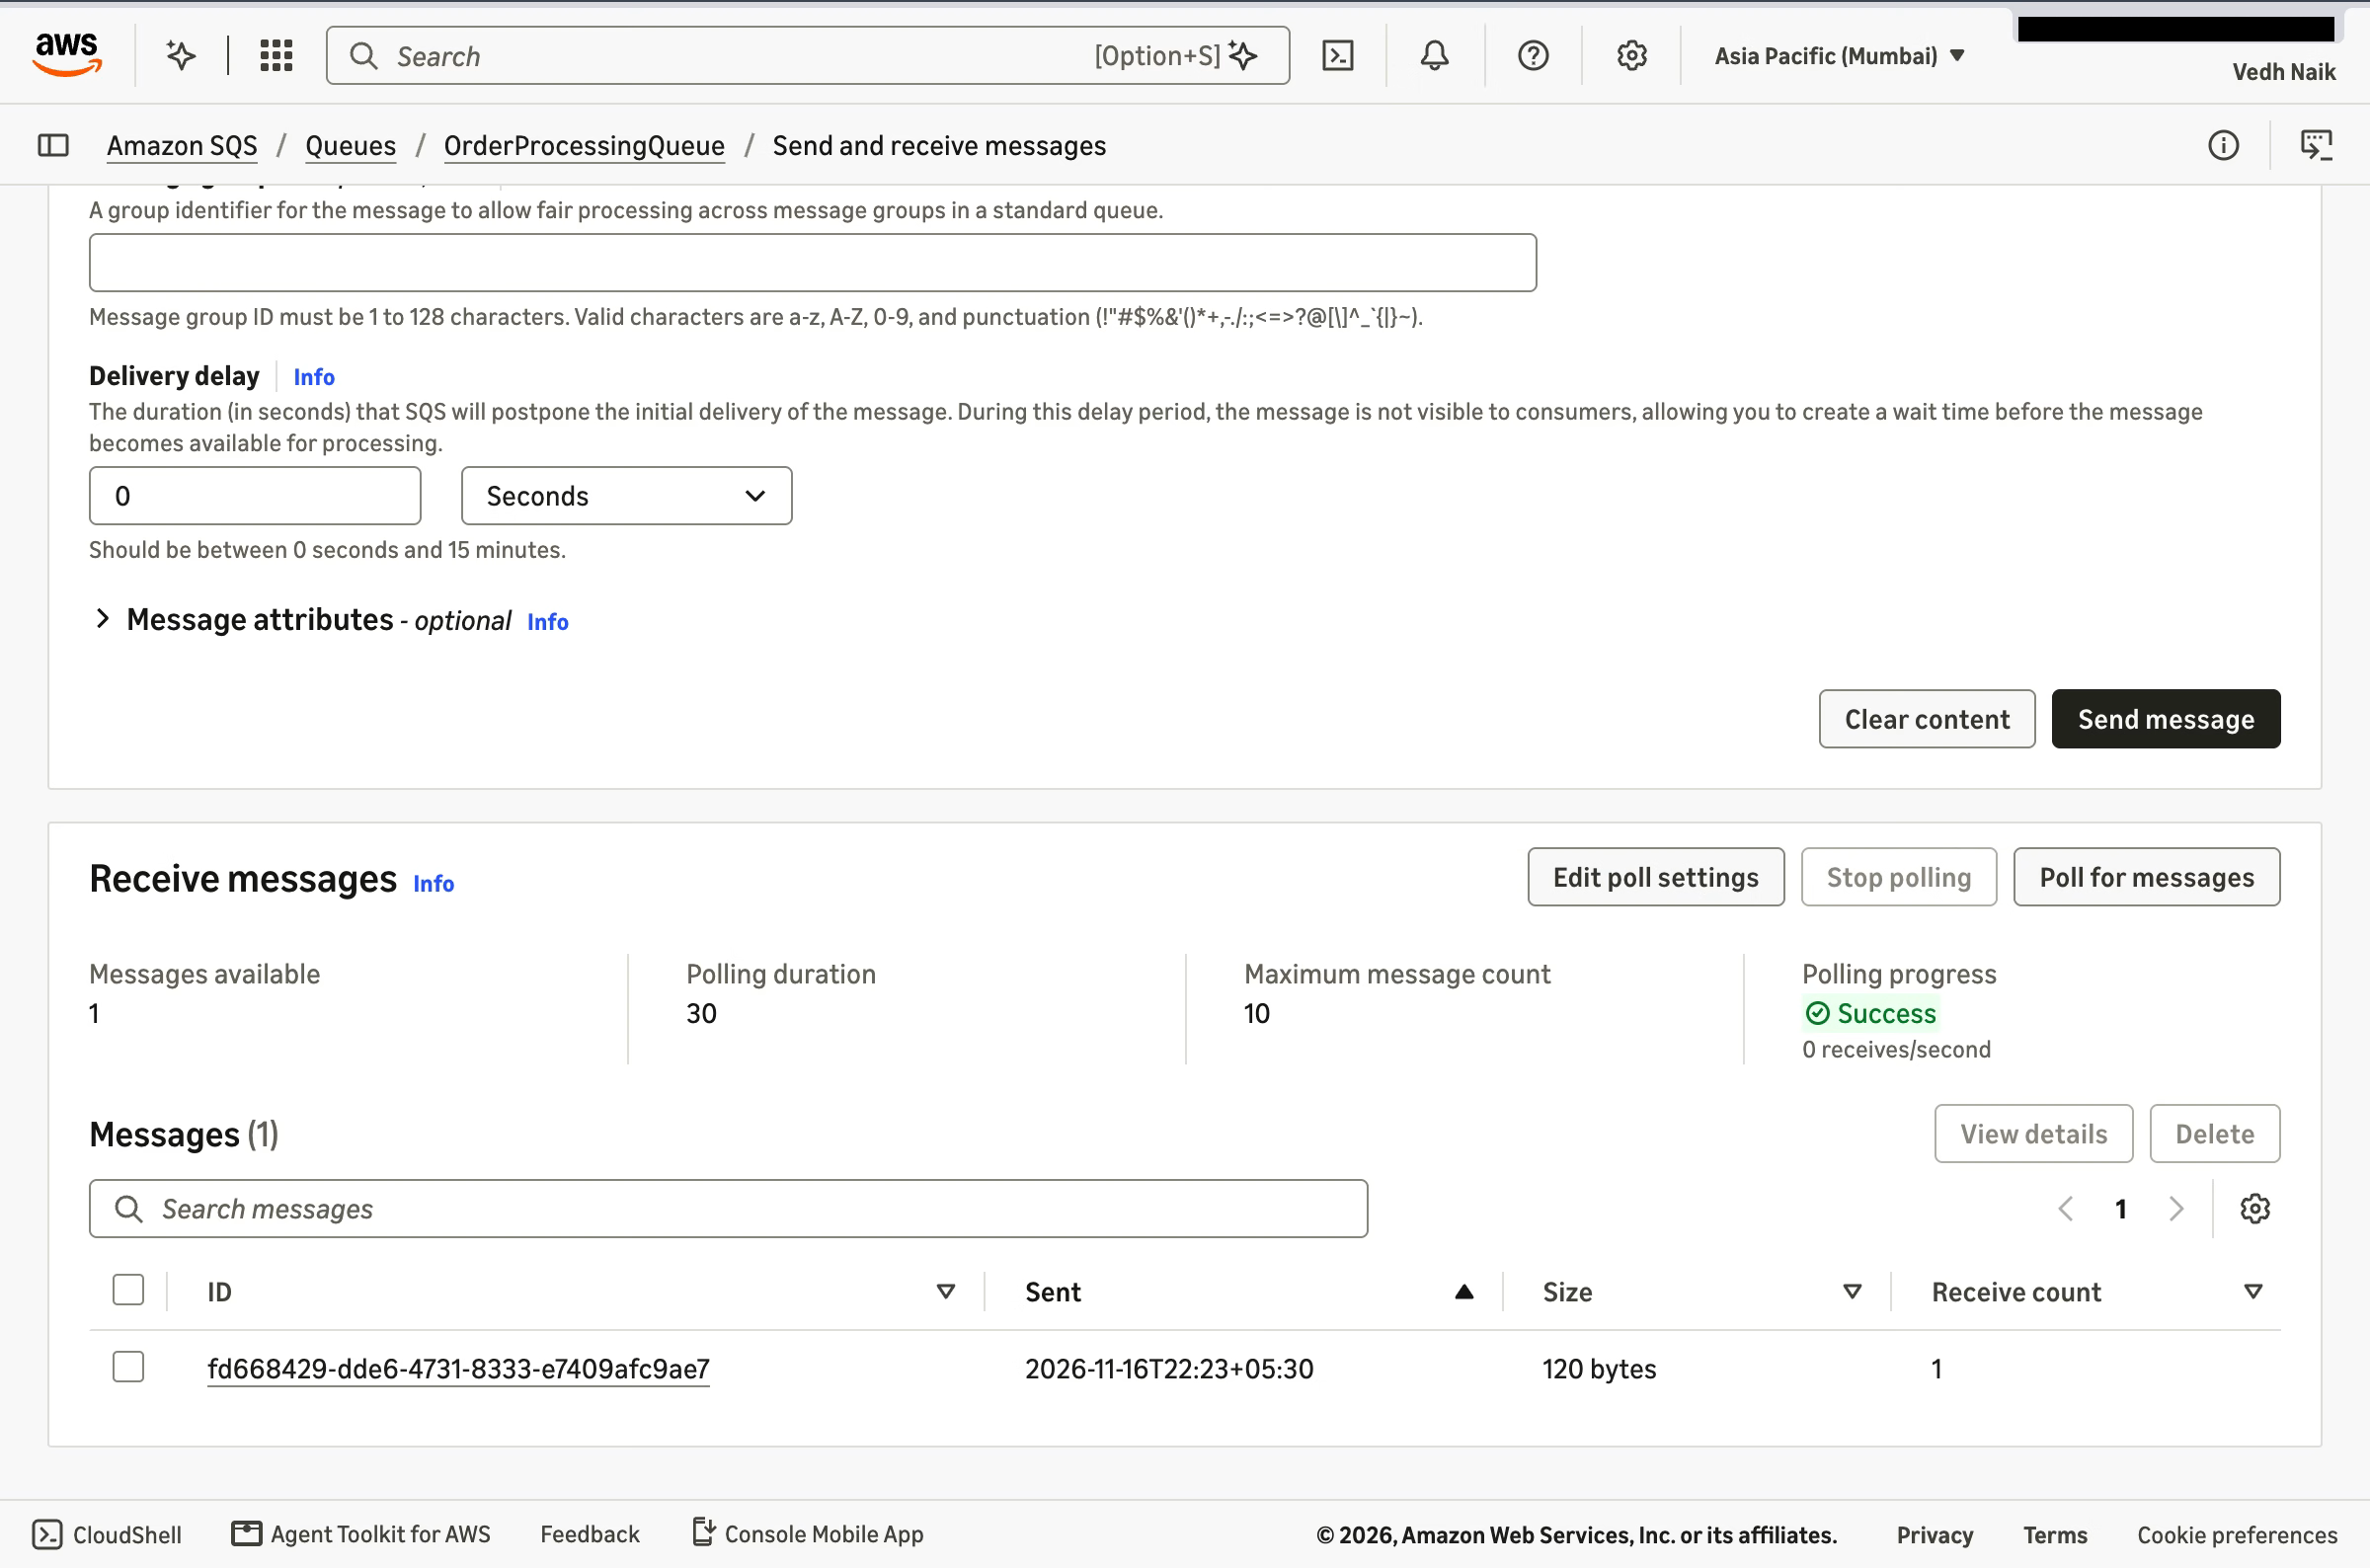 aws
Search [Option+S]
Asia Pacific (Mumbai)
Vedh Naik
Amazon SQS / Queues / OrderProcessingQueue / Send and receive messages
A group identifier for the message to allow fair processing across message groups in a standard queue.
Message group ID must be 1 to 128 characters. Valid characters are a-z, A-Z, 0-9, and punctuation (!"#$%&'()*+,-./:;<=>?@[\]^_`{|}~).
Delivery delay Info
The duration (in seconds) that SQS will postpone the initial delivery of the message. During this delay period, the message is not visible to consumers, allowing you to create a wait time before the message
becomes available for processing.
0 Seconds
Should be between 0 seconds and 15 minutes.
Message attributes - optional Info
Clear content Send message
Receive messages Info
Edit poll settings Stop polling Poll for messages
Messages available Polling duration Maximum message count Polling progress
1 30 10 Success
0 receives/second
Messages (1)
View details Delete
Search messages
1
ID Sent Size Receive count
fd668429-dde6-4731-8333-e7409afc9ae7 2026-11-16T22:23+05:30 120 bytes 1
CloudShell Agent Toolkit for AWS Feedback Console Mobile App © 2026, Amazon Web Services, Inc. or its affiliates. Privacy Terms Cookie preferences